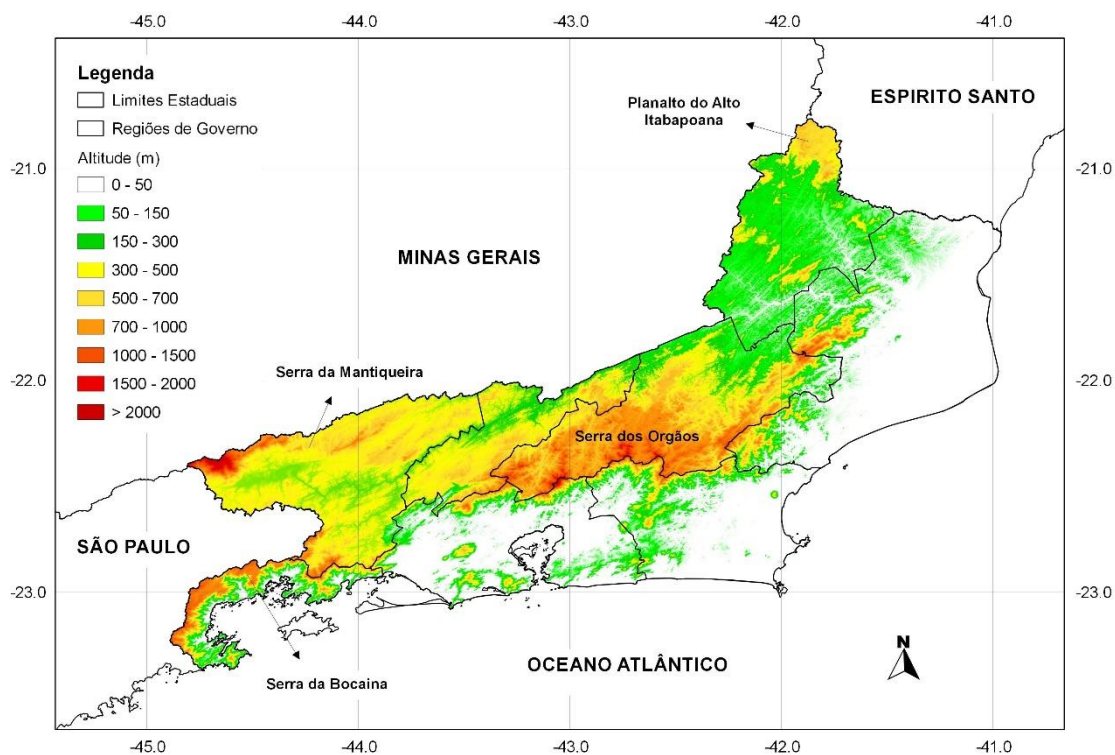 -45.0
-44.0
-43.0
-42.0
-41.0
Legenda
Limites Estaduais
Regiões de Governo
Altitude (m)
0 - 50
50 - 150
150 - 300
300 - 500
500 - 700
700 - 1000
1000 - 1500
1500 - 2000
> 2000
Planalto do Alto
Itabapoana
ESPIRITO SANTO
-21.0
-21.0
MINAS GERAIS
-22.0
-22.0
Serra da Mantiqueira
Serra dos Orgãos
SÃO PAULO
-23.0
-23.0
Serra da Bocaina
OCEANO ATLÂNTICO
N
-45.0
-44.0
-43.0
-42.0
-41.0